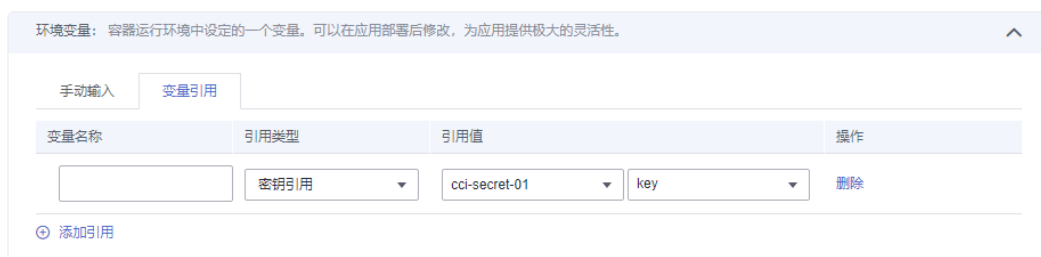 环境变量： 容器运行环境中设定的一个变量。可以在应用部署后修改，为应用提供极大的灵活性。
手动输入 变量引用
变量名称 引用类型 引用值 操作
密钥引用 cci-secret-01 key 删除
添加引用